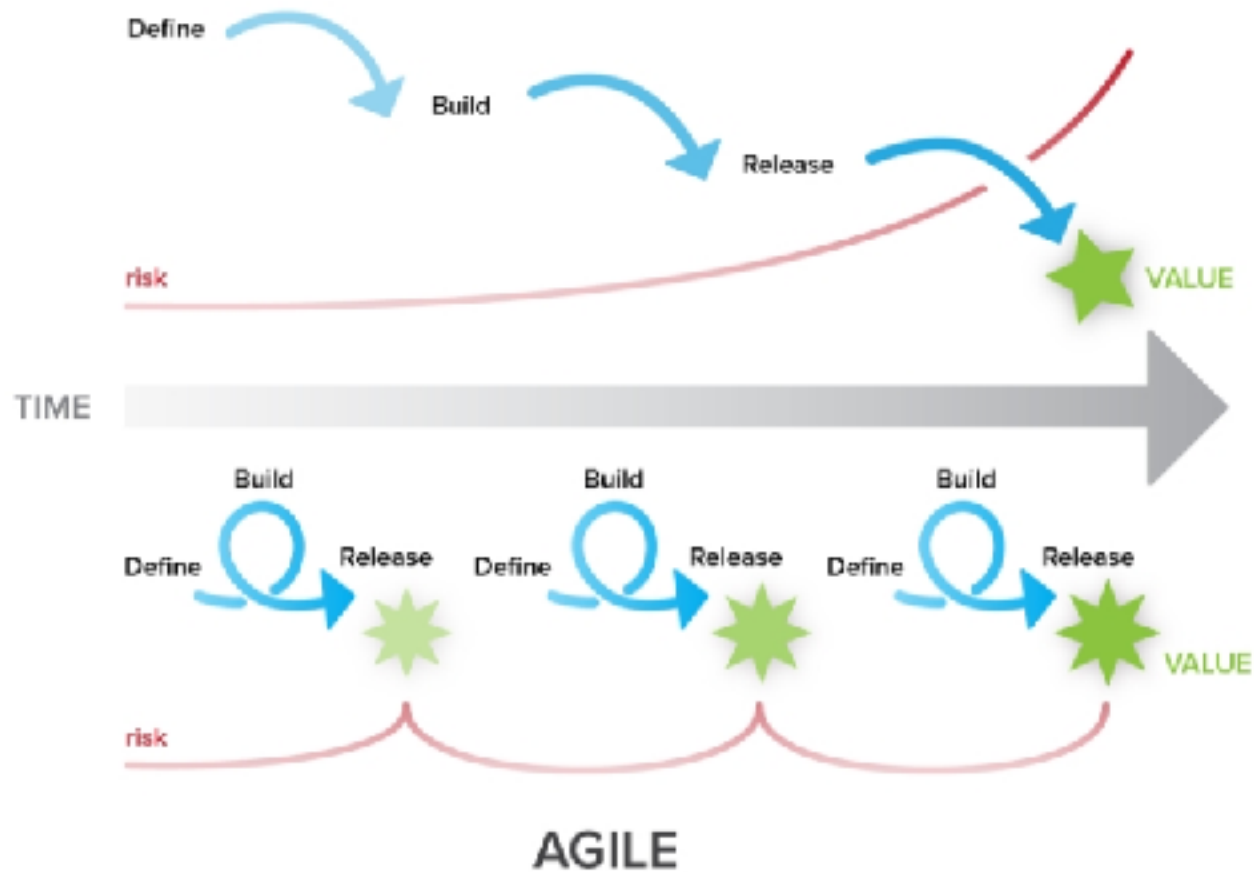 Define
Build
Release
risk
VALUE
TIME
Build
Build
Build
Define
Release
Define
Release
Define
Release
VALUE
risk
AGILE